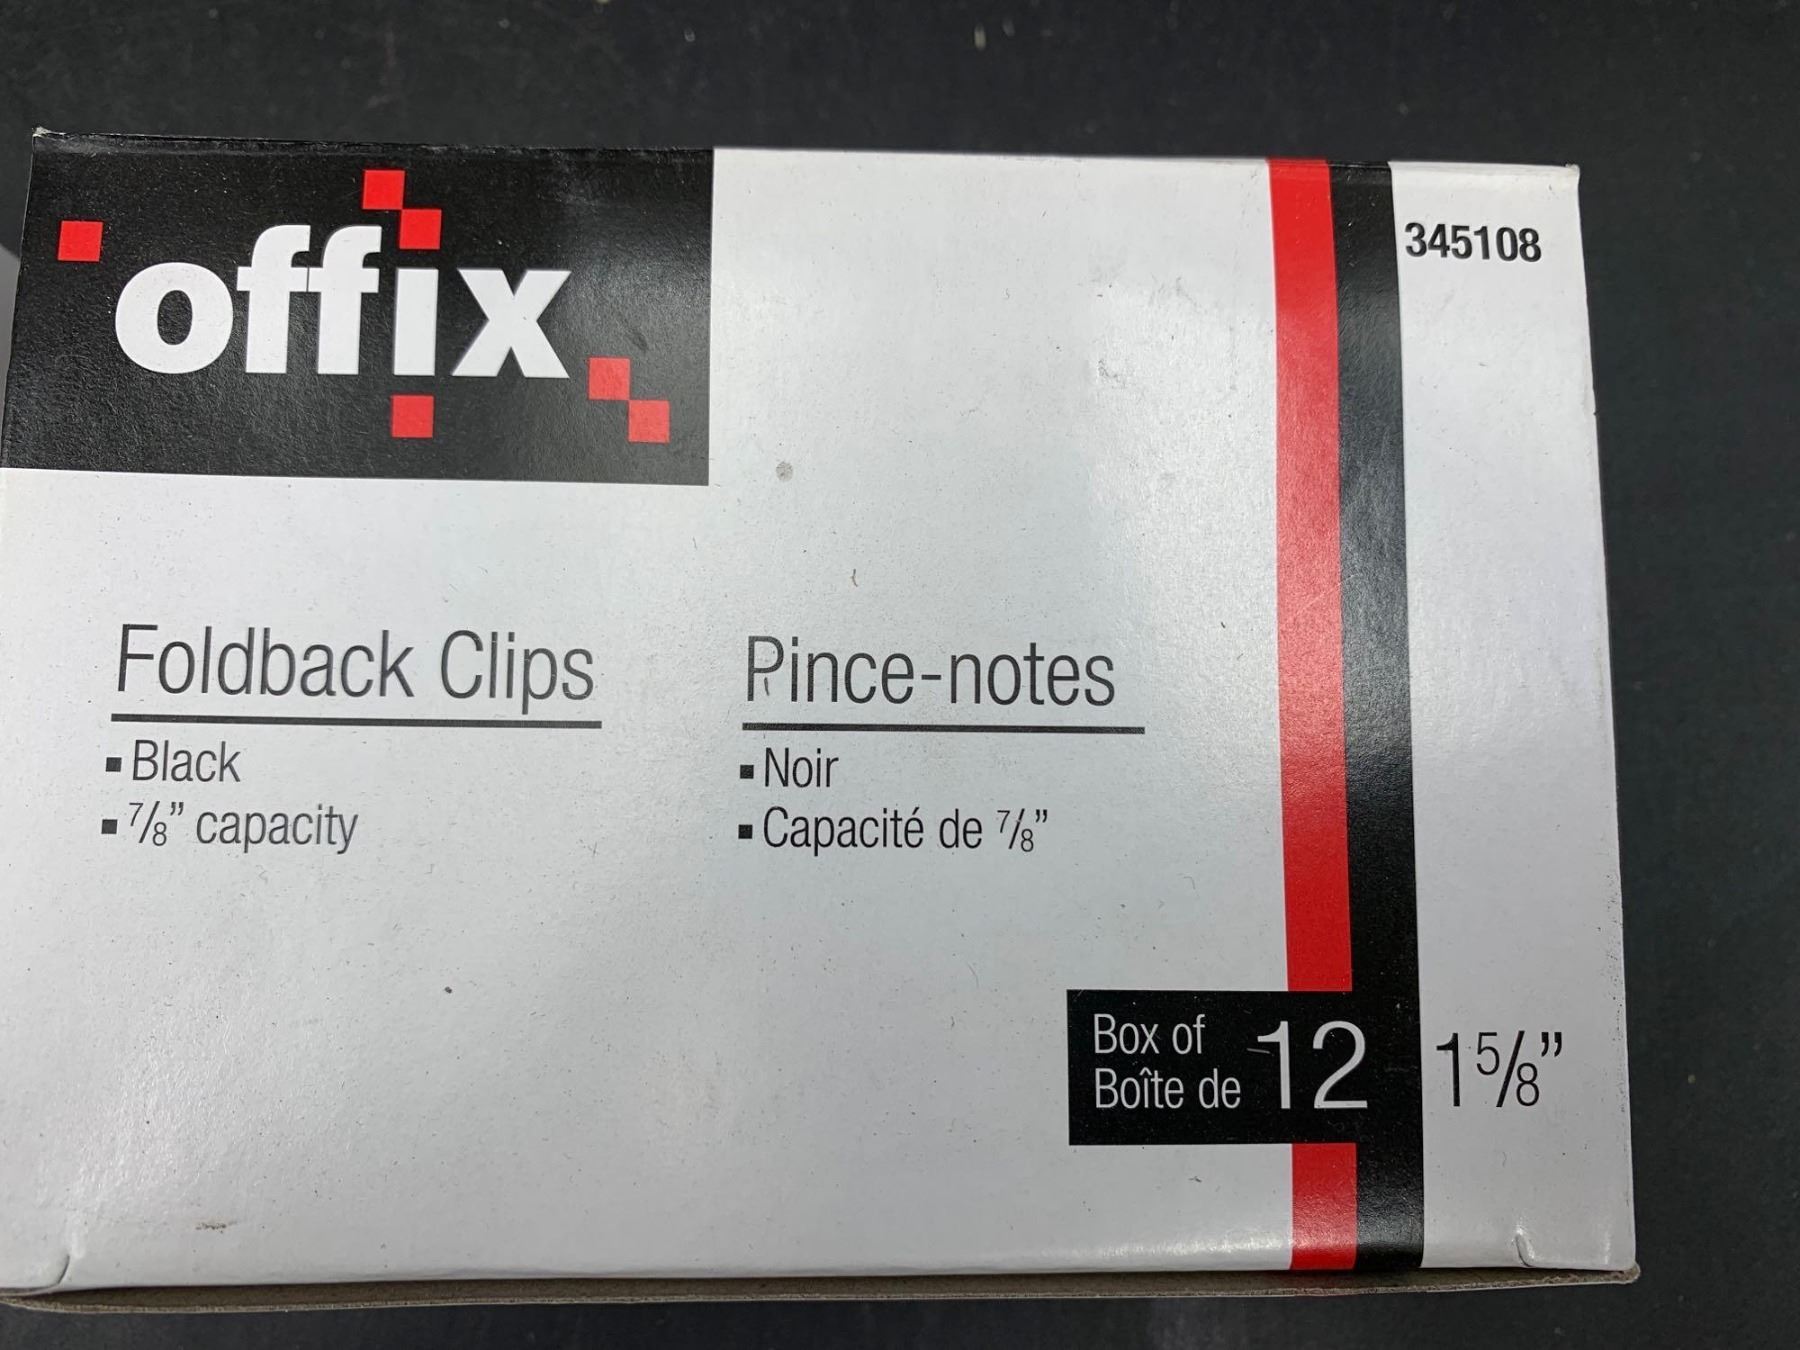 offix
345108
Foldback Clips
▪ Black
▪ 7/8” capacity
Pince-notes
▪ Noir
▪ Capacité de 7/8”
Box of
Boîte de
12
1 5/8”